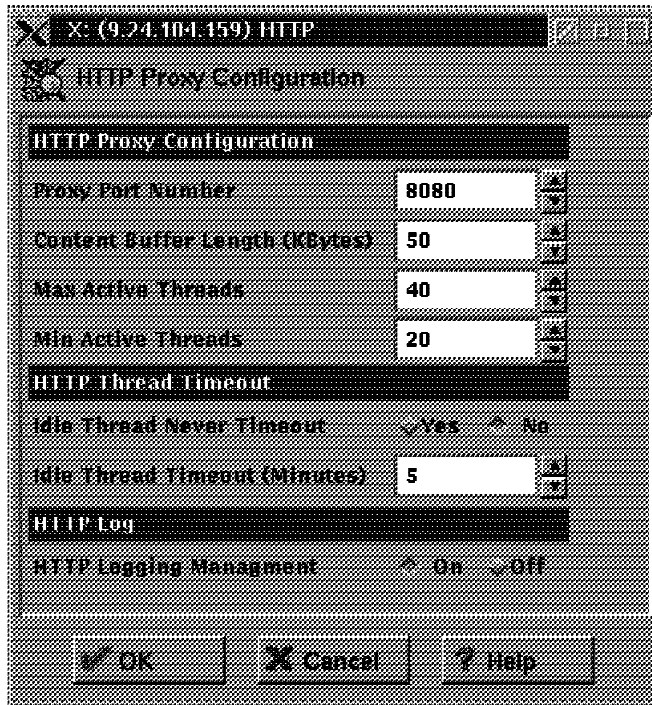 X: (9.24.104.159) HTTP
HTTP Proxy Configuration
HTTP Proxy Configuration
Proxy Port Number 8080
Content Buffer Length (KBytes) 50
Max Active Threads 40
Min Active Threads 20
HTTP Thread Timeout
Idle Thread Never Timeout Yes No
Idle Thread Timeout (Minutes) 5
HTTP Log
HTTP Logging Managment On Off
OK Cancel ? Help